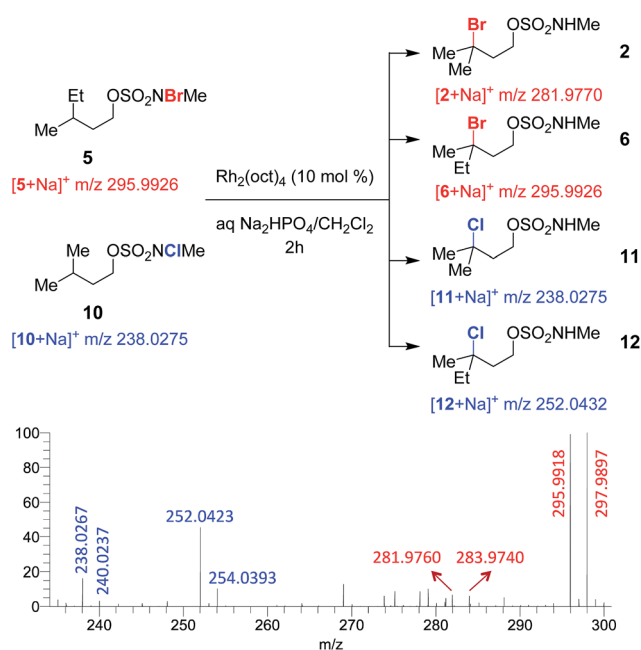 Br
OSO₂NHMe
Me
Me
2
[2+Na]⁺ m/z 281.9770
Et
OSO₂NBrMe
Me
5
[5+Na]⁺ m/z 295.9926
Br
OSO₂NHMe
Me
Et
6
[6+Na]⁺ m/z 295.9926
Rh₂(oct)₄ (10 mol %)
aq Na₂HPO₄/CH₂Cl₂
2h
Me
OSO₂NClMe
Me
10
[10+Na]⁺ m/z 238.0275
Cl
OSO₂NHMe
Me
Me
11
[11+Na]⁺ m/z 238.0275
Cl
OSO₂NHMe
Me
Et
12
[12+Na]⁺ m/z 252.0432
100
80
60
40
20
0
238.0267
240.0237
252.0423
254.0393
281.9760
283.9740
295.9918
297.9897
240
250
260
270
280
290
300
m/z